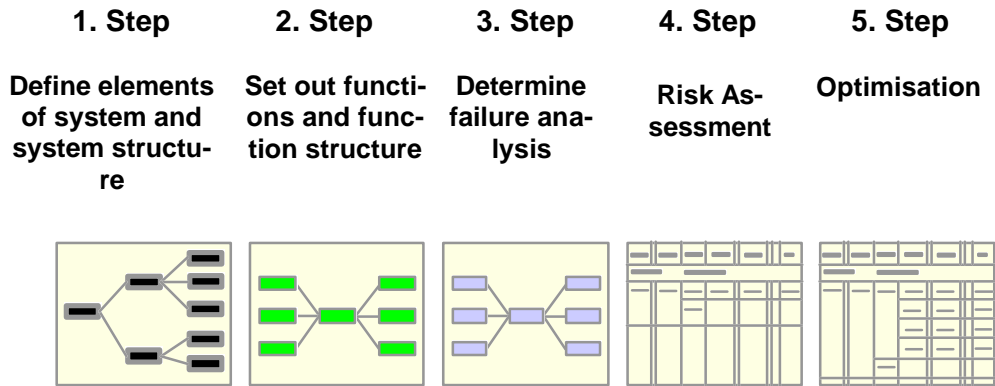 1. Step
2. Step
3. Step
4. Step
5. Step
Define elements
of system and
system structu-
re
Set out functi-
ons and func-
tion structure
Determine
failure ana-
lysis
Risk As-
sessment
Optimisation